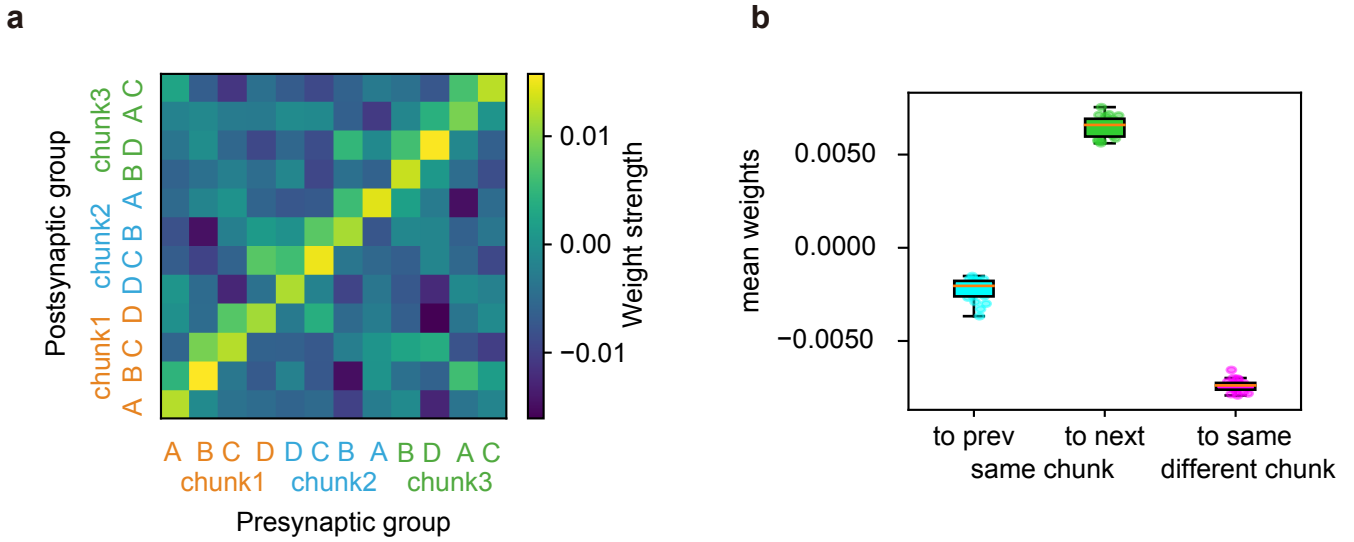 a
b
Postsynaptic group
chunk1 chunk2 chunk3
A B C D D C B A B D A C
A B C D D C B A B D A C
chunk1 chunk2 chunk3
Presynaptic group
0.01
0.00
−0.01
Weight strength
mean weights
0.0050
0.0000
−0.0050
to prev to next to same
same chunk different chunk